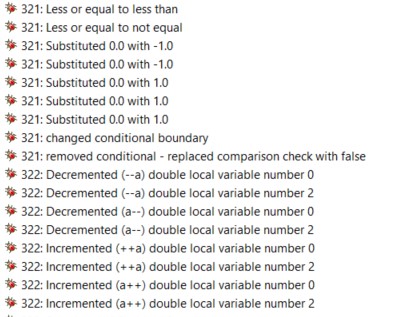 321: Less or equal to less than
321: Less or equal to not equal
321: Substituted 0.0 with -1.0
321: Substituted 0.0 with -1.0
321: Substituted 0.0 with 1.0
321: Substituted 0.0 with 1.0
321: Substituted 0.0 with 1.0
321: changed conditional boundary
321: removed conditional - replaced comparison check with false
322: Decremented (--a) double local variable number 0
322: Decremented (--a) double local variable number 2
322: Decremented (a--) double local variable number 0
322: Decremented (a--) double local variable number 2
322: Incremented (++a) double local variable number 0
322: Incremented (++a) double local variable number 2
322: Incremented (a++) double local variable number 0
322: Incremented (a++) double local variable number 2